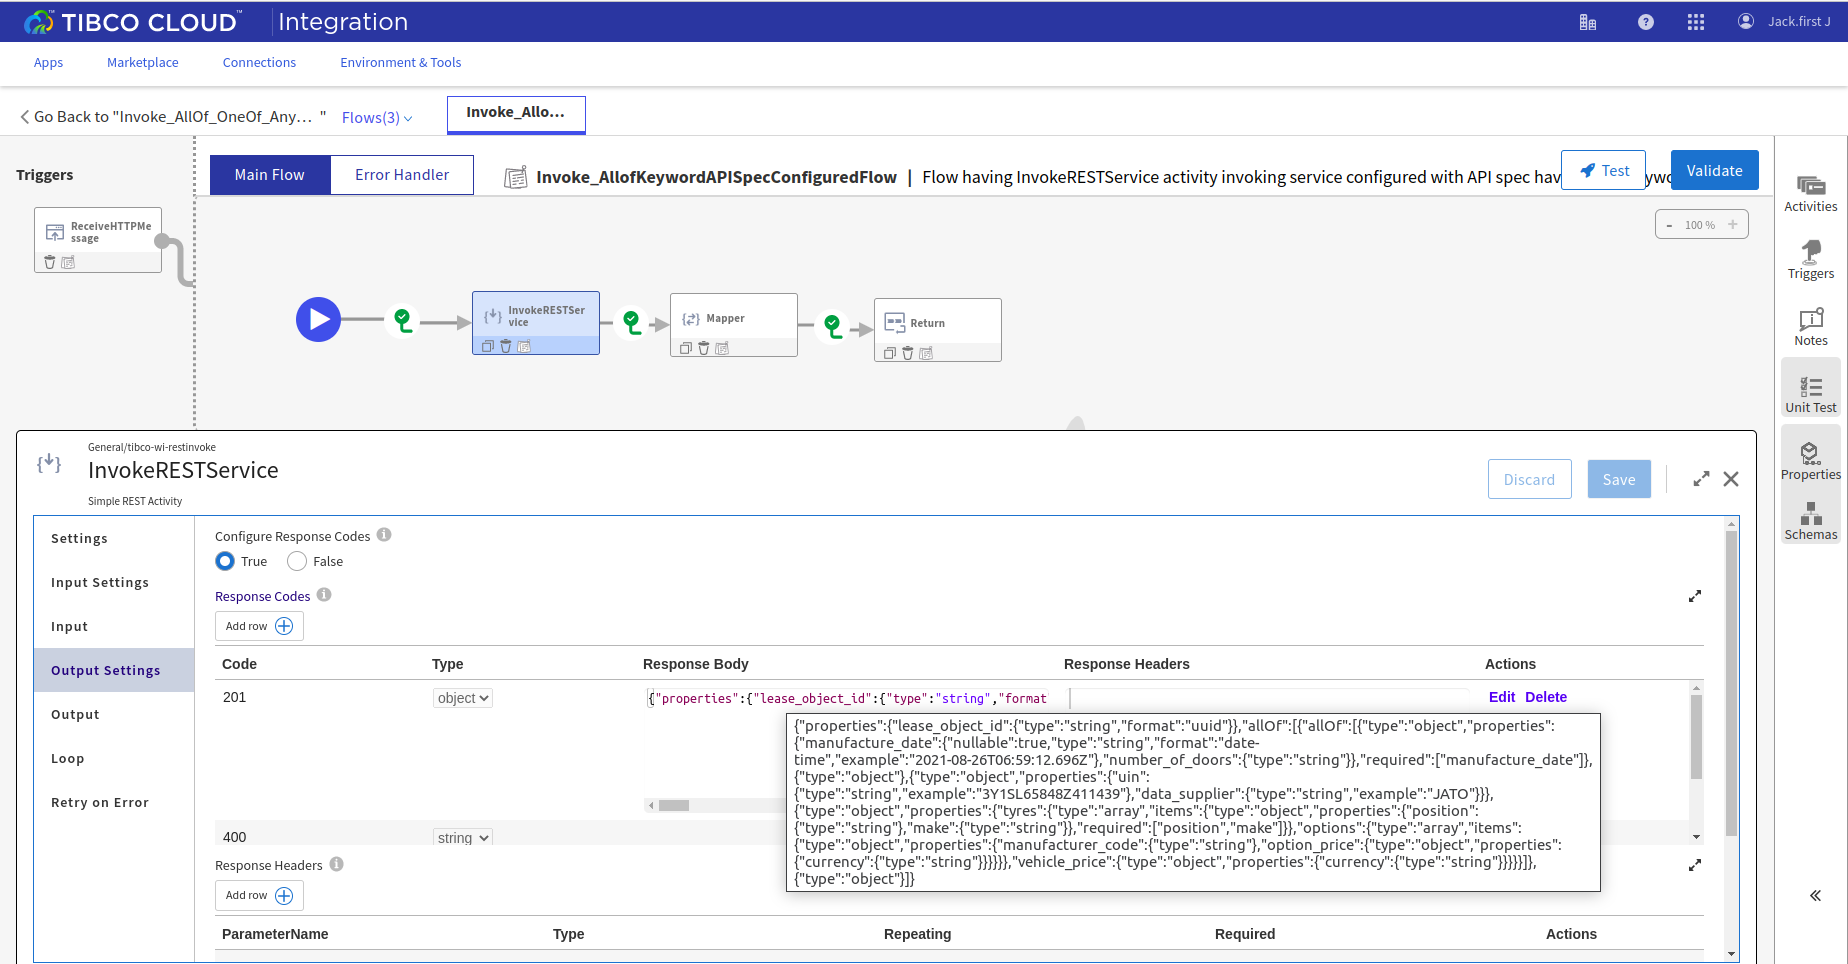 TIBCO CLOUD™ Integration
Jack.first J
Apps Marketplace Connections Environment & Tools
Go Back to "Invoke_AllOf_OneOf_Any... " Flows(3) Invoke_Allo...
Triggers
Main Flow Error Handler
Invoke_AllofKeywordAPISpecConfiguredFlow | Flow having InvokeRESTService activity invoking service configured with API spec hav
Test Validate
- 100 % +
ReceiveHTTPMe
ssage
InvokeRESTSer
vice
Mapper
Return
Activities
Triggers
Notes
Unit Test
Properties
Schemas
General/tibco-wi-restinvoke
InvokeRESTService
Simple REST Activity
Discard Save
Settings
Input Settings
Input
Output Settings
Output
Loop
Retry on Error
Configure Response Codes
True False
Response Codes
Add row
Code Type Response Body Response Headers Actions
201 object {"properties":{"lease_object_id":{"type":"string","format Edit Delete
{"properties":{"lease_object_id":{"type":"string","format":"uuid"}},"allOf":[{"allOf":[{"type":"object","properties":
{"manufacture_date":{"nullable":true,"type":"string","format":"date-
time","example":"2021-08-26T06:59:12.696Z"},"number_of_doors":{"type":"string"}},"required":["manufacture_date"]},
{"type":"object"},{"type":"object","properties":{"uin":
{"type":"string","example":"3Y1SL65848Z411439"},"data_supplier":{"type":"string","example":"JATO"}}},
{"type":"object","properties":{"tyres":{"type":"array","items":{"type":"object","properties":{"position":
{"type":"string"},"make":{"type":"string"}},"required":["position","make"]}},"options":{"type":"array","items":
{"type":"object","properties":{"manufacturer_code":{"type":"string"},"option_price":{"type":"object","properties":
{"currency":{"type":"string"}}}}}},"vehicle_price":{"type":"object","properties":{"currency":{"type":"string"}}}}}]},
{"type":"object"}]}
400 string
Response Headers
Add row
ParameterName Type Repeating Required Actions